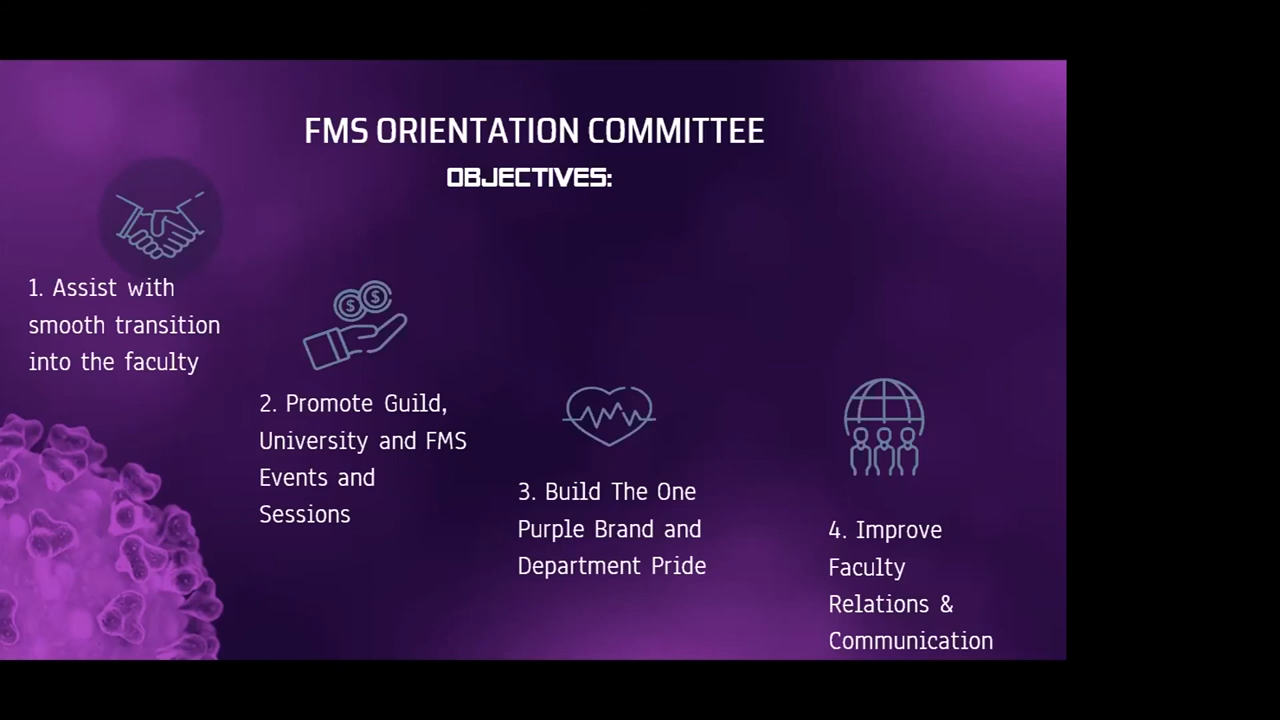 FMS ORIENTATION COMMITTEE
OBJECTIVES:
1. Assist with
smooth transition
into the faculty
$ $
2. Promote Guild,
University and FMS
Events and
Sessions
3. Build The One
Purple Brand and
Department Pride
4. Improve
Faculty
Relations &
Communication